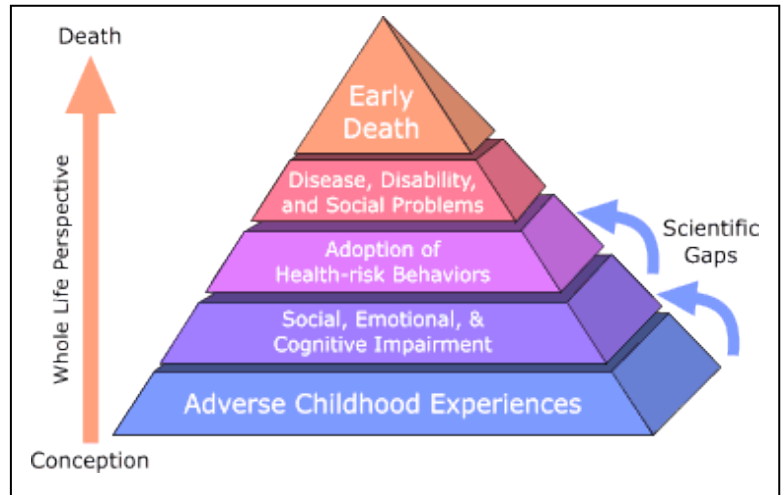 Death
Whole Life Perspective
Conception
Early
Death
Disease, Disability,
and Social Problems
Adoption of
Health-risk Behaviors
Social, Emotional, &
Cognitive Impairment
Adverse Childhood Experiences
Scientific
Gaps